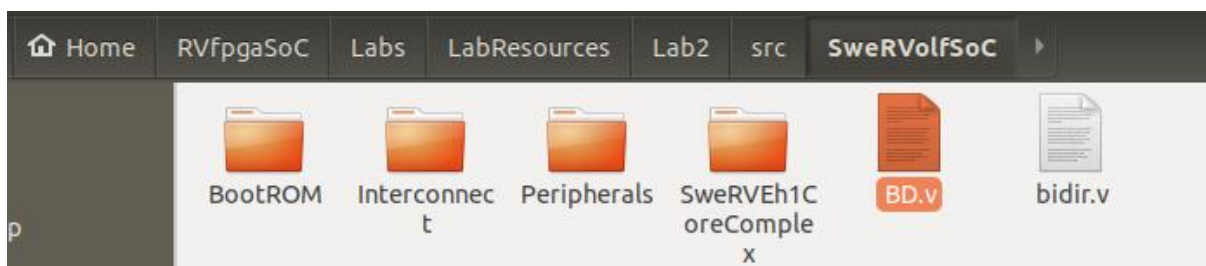 Home RVfpgaSoC Labs LabResources Lab2 src SweRVolfSoC
BootROM Interconnec Peripherals SweRVEh1C BD.v bidir.v
t oreComple
p x